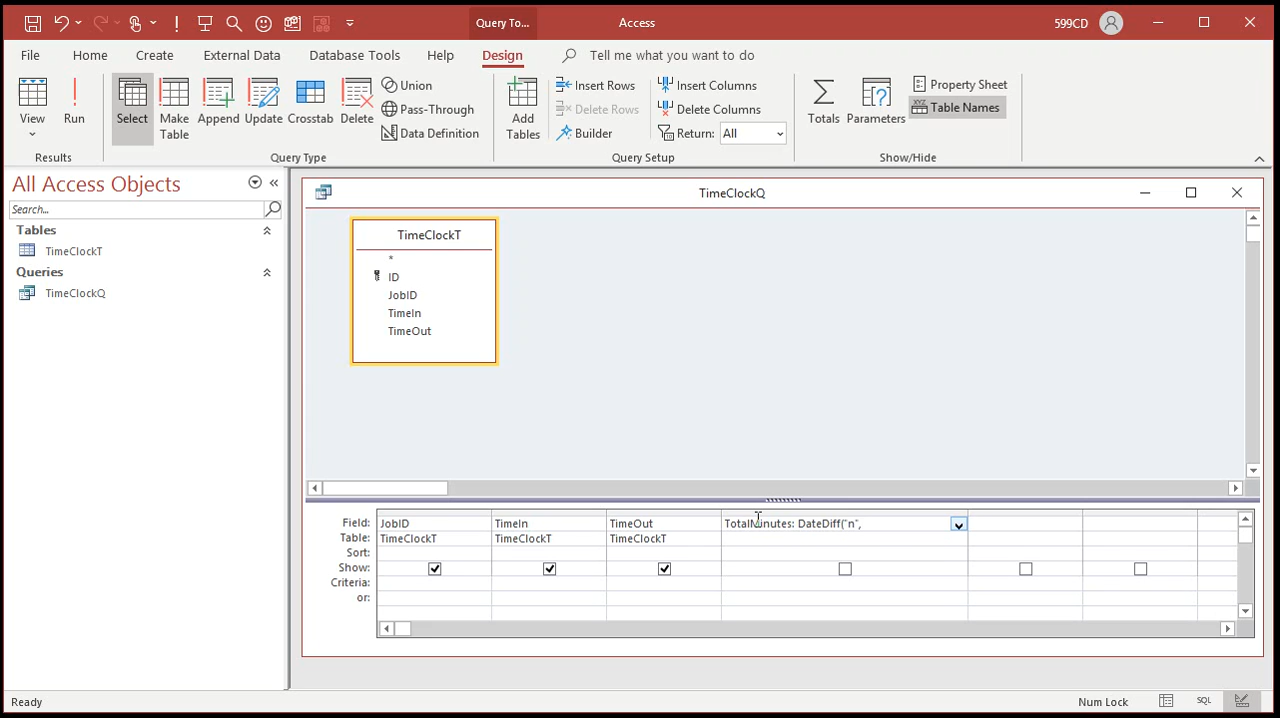 Query To...
Access
599CD
File
Home
Create
External Data
Database Tools
Help
Design
Tell me what you want to do
View
Run
Select
Make Table
Append
Update
Crosstab
Delete
Union
Pass-Through
Data Definition
Add Tables
Insert Rows
Delete Rows
Builder
Insert Columns
Delete Columns
Return: All
Totals
Parameters
Property Sheet
Table Names
Results
Query Type
Query Setup
Show/Hide
All Access Objects
Search...
Tables
TimeClockT
Queries
TimeClockQ
TimeClockQ
TimeClockT
*
ID
JobID
TimeIn
TimeOut
Field: JobID TimeIn TimeOut TotalMinutes: DateDiff("n",
Table: TimeClockT TimeClockT TimeClockT
Sort:
Show:
Criteria:
or:
Ready
Num Lock
SQL